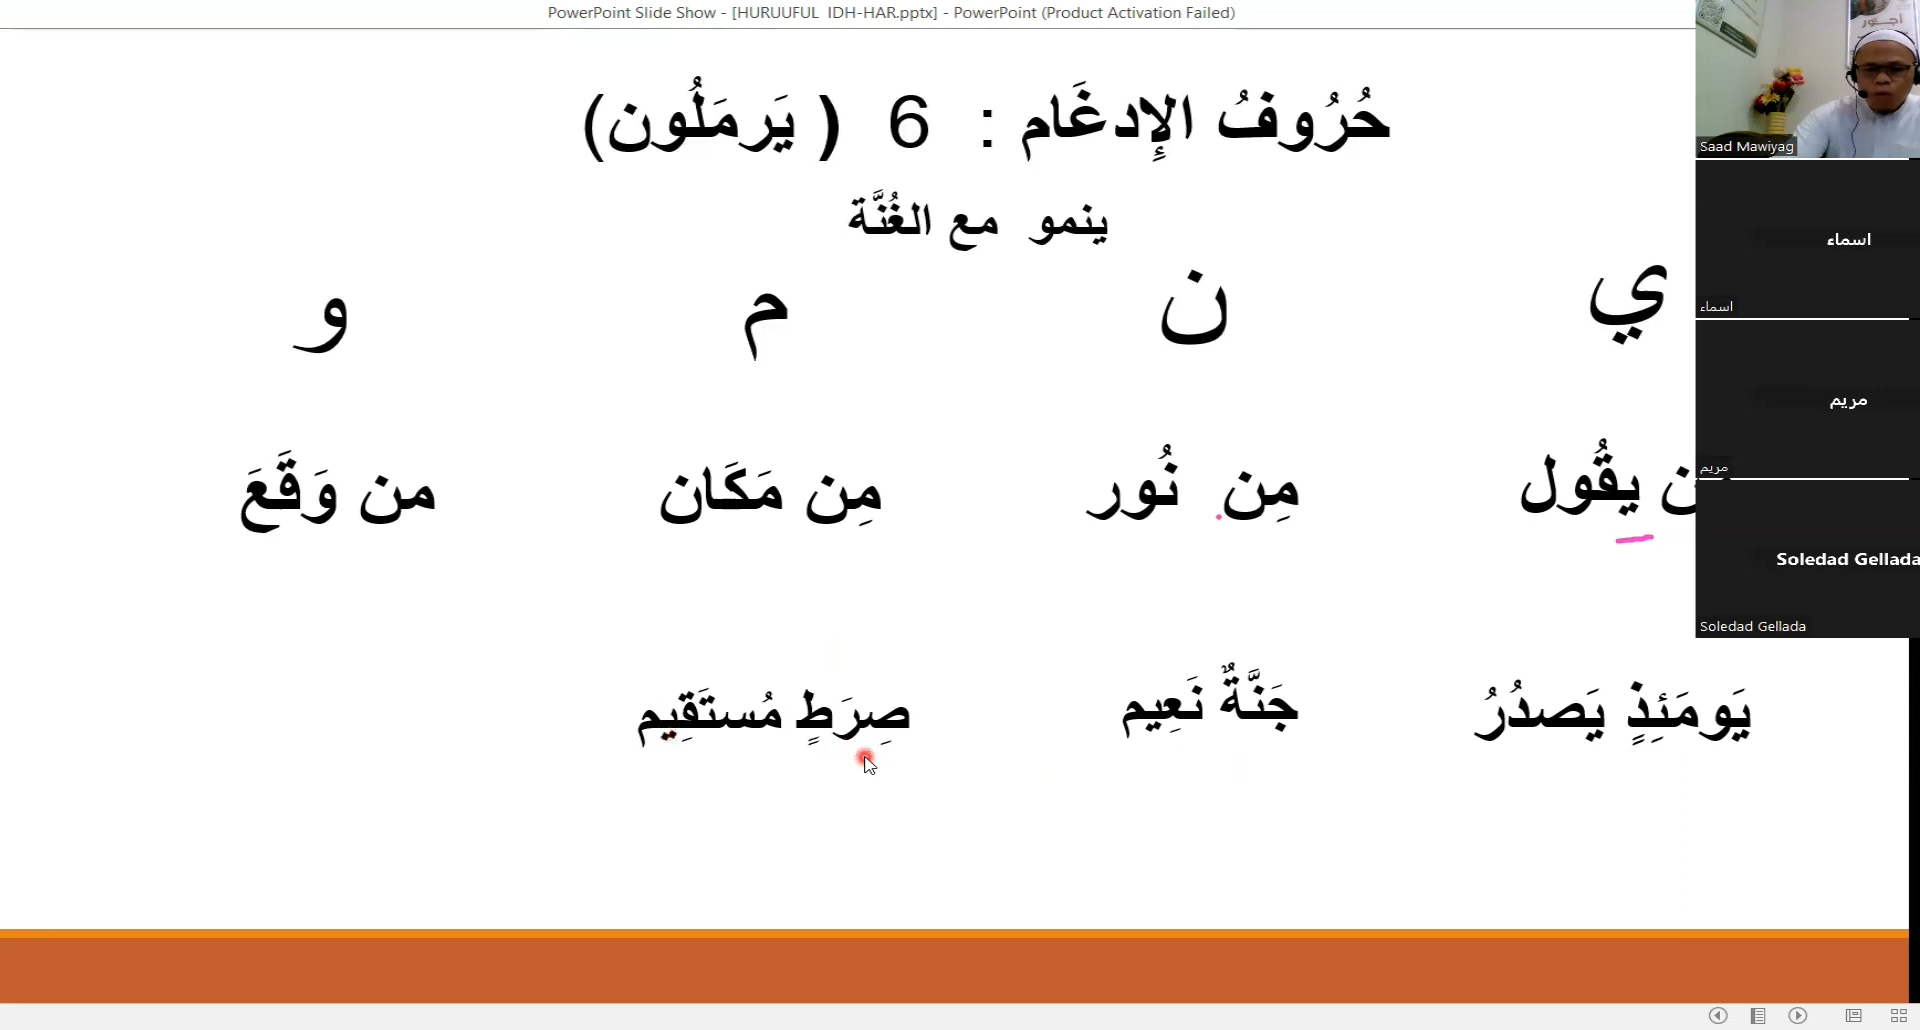 PowerPoint Slide Show - [HURUUFUL IDH-HAR.pptx] - PowerPoint (Product Activation Failed)
حُرُوفُ الإِدغَام : 6 ( يَرمَلُون)
ينمو مع الغُنَّة
ي ن م و
ن يقُول مِن نُور مِن مَكَان من وَقَعَ
يَومَئِذٍ يَصدُرُ جَنَّةٌ نَعِيم صِرَطٍ مُستَقِيم
Saad Mawiyag
اسماء
اسماء
مريم
مريم
Soledad Gellada
Soledad Gellada